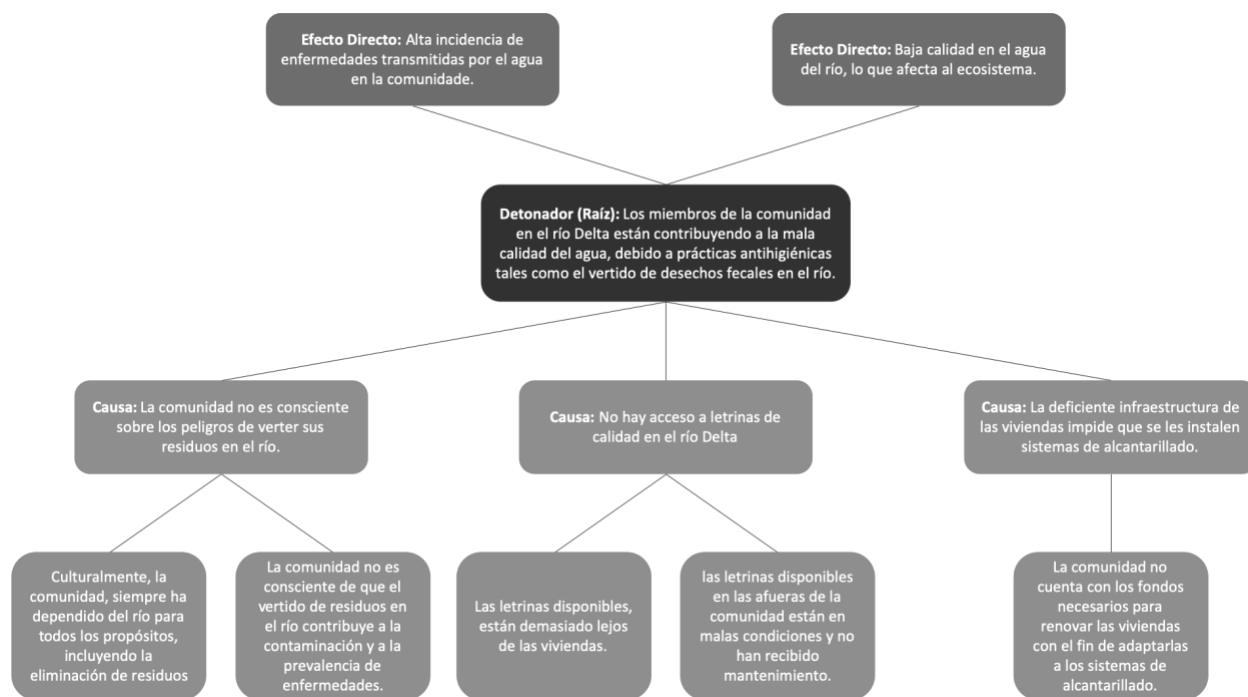 Efecto Directo: Alta incidencia de
enfermedades transmitidas por el agua
en la comunidade.
Efecto Directo: Baja calidad en el agua
del río, lo que afecta al ecosistema.
Detonador (Raíz): Los miembros de la comunidad
en el río Delta están contribuyendo a la mala
calidad del agua, debido a prácticas antihigiénicas
tales como el vertido de desechos fecales en el río.
Causa: La comunidad no es consciente
sobre los peligros de verter sus
residuos en el río.
Causa: No hay acceso a letrinas de
calidad en el río Delta
Causa: La deficiente infraestructura de
las viviendas impide que se les instalen
sistemas de alcantarillado.
Culturalmente, la
comunidad, siempre ha
dependido del río para
todos los propósitos,
incluyendo la
eliminación de residuos
La comunidad no es
consciente de que el
vertido de residuos en
el río contribuye a la
contaminación y a la
prevalencia de
enfermedades.
Las letrinas disponibles,
están demasiado lejos
de las viviendas.
las letrinas disponibles
en las afueras de la
comunidad están en
malas condiciones y no
han recibido
mantenimiento.
La comunidad no
cuenta con los fondos
necesarios para
renovar las viviendas
con el fin de adaptarlas
a los sistemas de
alcantarillado.